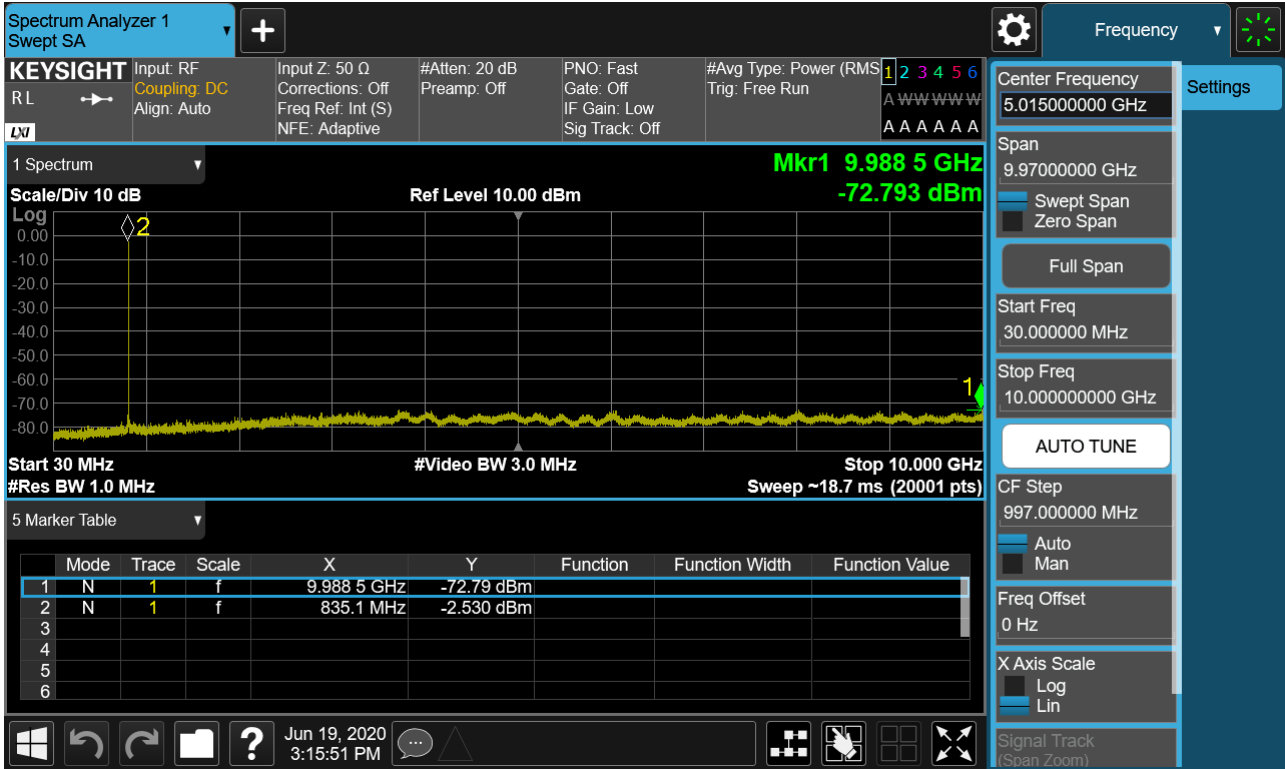 Spectrum Analyzer 1
Swept SA
Frequency
KEYSIGHT
R L
LXI
Input: RF
Coupling: DC
Align: Auto
Input Z: 50 Ω
Corrections: Off
Freq Ref: Int (S)
NFE: Adaptive
#Atten: 20 dB
Preamp: Off
PNO: Fast
Gate: Off
IF Gain: Low
Sig Track: Off
#Avg Type: Power (RMS
Trig: Free Run
1 2 3 4 5 6
A W W W W W
A A A A A A
1 Spectrum
Mkr1 9.988 5 GHz
Scale/Div 10 dB
Ref Level 10.00 dBm
-72.793 dBm
Log
0.00
-10.0
-20.0
-30.0
-40.0
-50.0
-60.0
-70.0
-80.0
2
1
Start 30 MHz
#Video BW 3.0 MHz
Stop 10.000 GHz
#Res BW 1.0 MHz
Sweep ~18.7 ms (20001 pts)
5 Marker Table
Mode Trace Scale X Y Function Function Width Function Value
1 N 1 f 9.988 5 GHz -72.79 dBm
2 N 1 f 835.1 MHz -2.530 dBm
3
4
5
6
Jun 19, 2020
3:15:51 PM
Center Frequency
5.015000000 GHz
Settings
Span
9.97000000 GHz
Swept Span
Zero Span
Full Span
Start Freq
30.000000 MHz
Stop Freq
10.000000000 GHz
AUTO TUNE
CF Step
997.000000 MHz
Auto
Man
Freq Offset
0 Hz
X Axis Scale
Log
Lin
Signal Track
(Span Zoom)